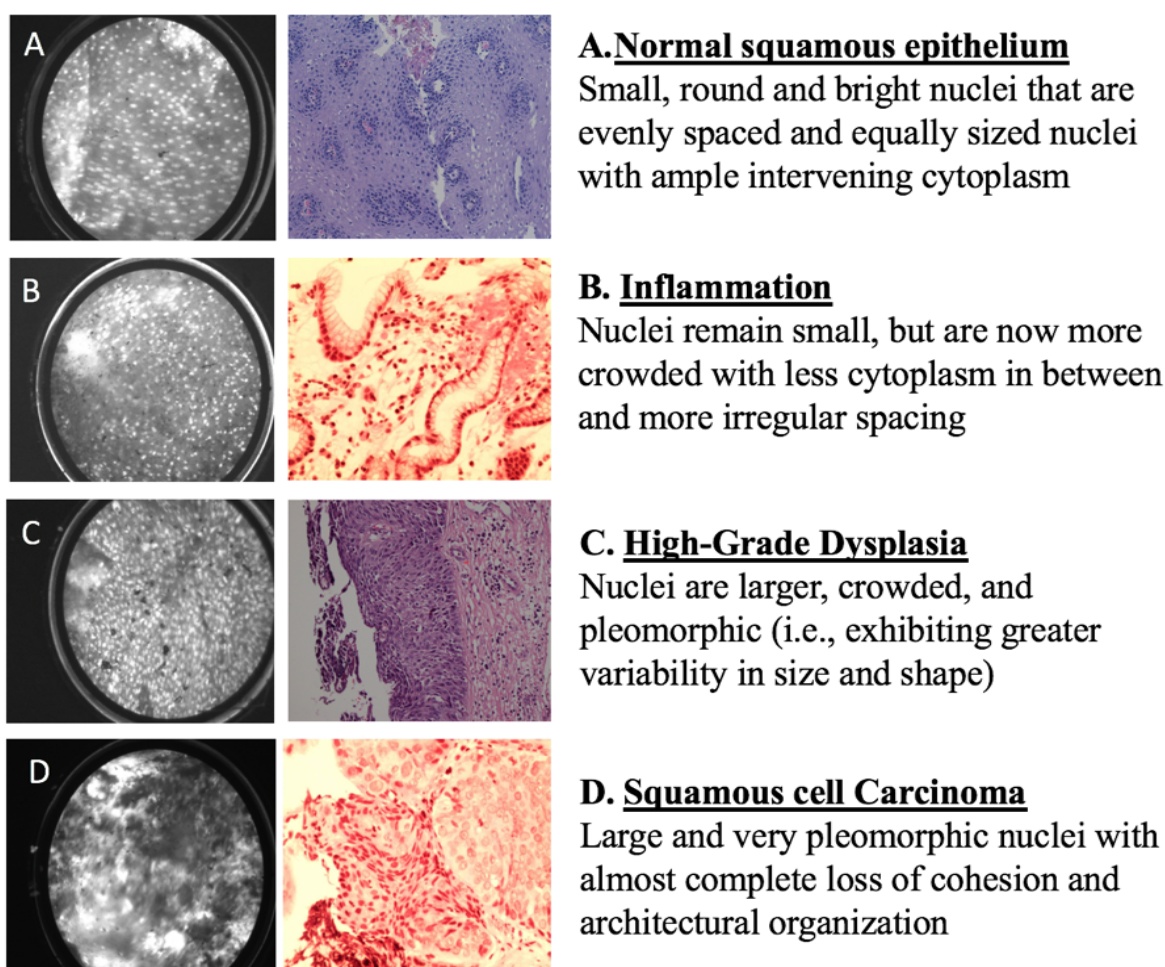 A
A.Normal squamous epithelium
Small, round and bright nuclei that are
evenly spaced and equally sized nuclei
with ample intervening cytoplasm
B
B. Inflammation
Nuclei remain small, but are now more
crowded with less cytoplasm in between
and more irregular spacing
C
C. High-Grade Dysplasia
Nuclei are larger, crowded, and
pleomorphic (i.e., exhibiting greater
variability in size and shape)
D
D. Squamous cell Carcinoma
Large and very pleomorphic nuclei with
almost complete loss of cohesion and
architectural organization